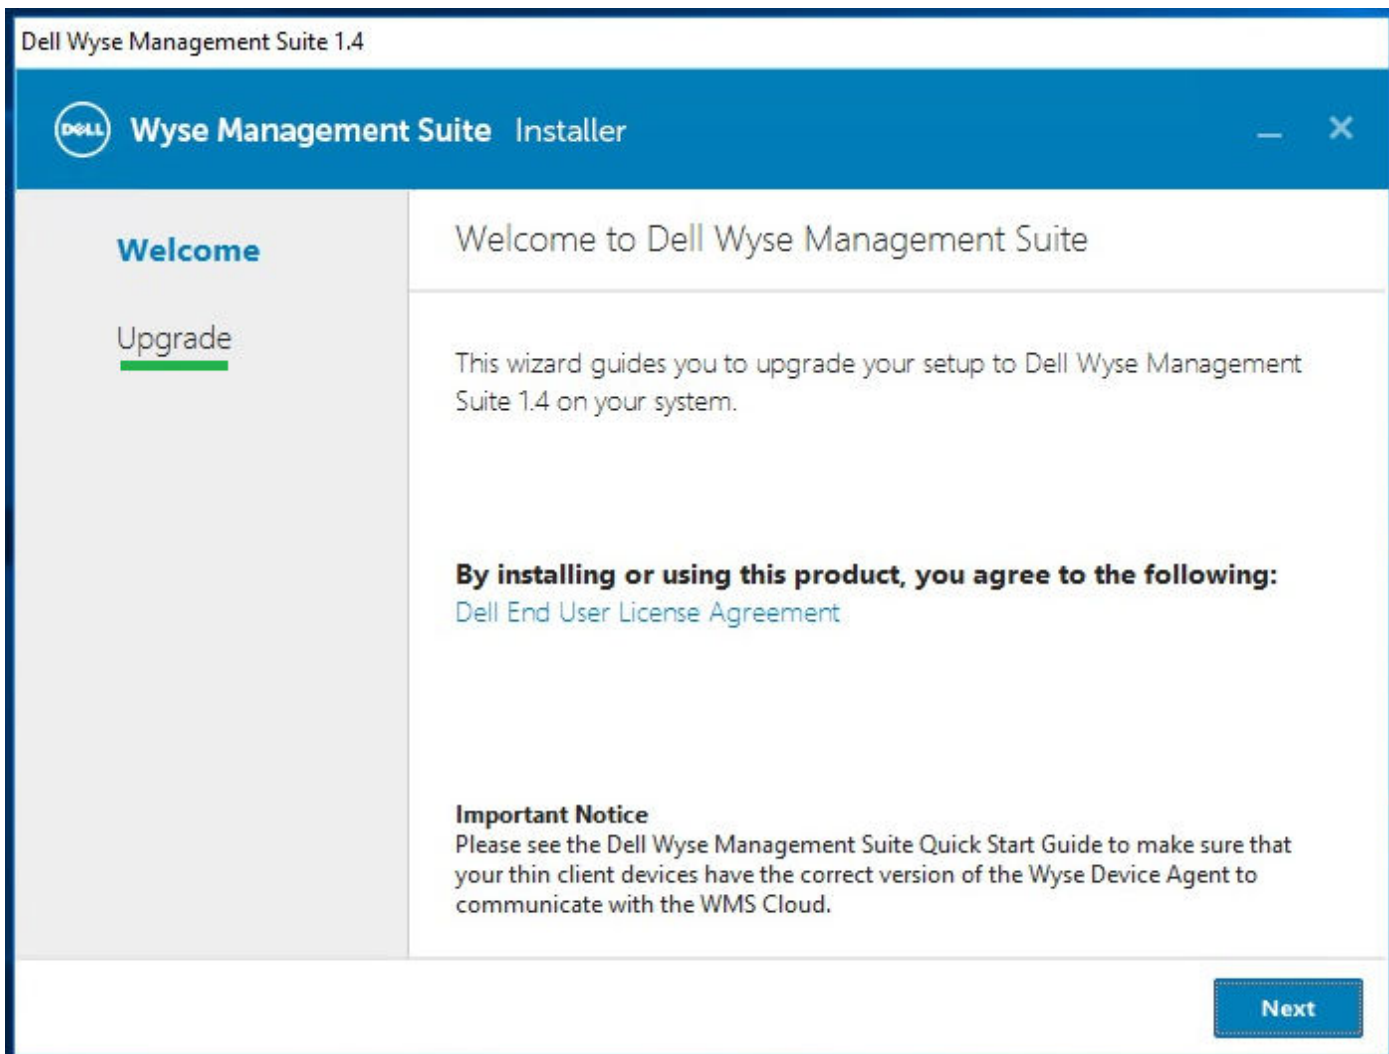 Dell Wyse Management Suite 1.4
DELL Wyse Management Suite Installer
Welcome
Upgrade
Welcome to Dell Wyse Management Suite
This wizard guides you to upgrade your setup to Dell Wyse Management
Suite 1.4 on your system.
By installing or using this product, you agree to the following:
Dell End User License Agreement
Important Notice
Please see the Dell Wyse Management Suite Quick Start Guide to make sure that
your thin client devices have the correct version of the Wyse Device Agent to
communicate with the WMS Cloud.
Next